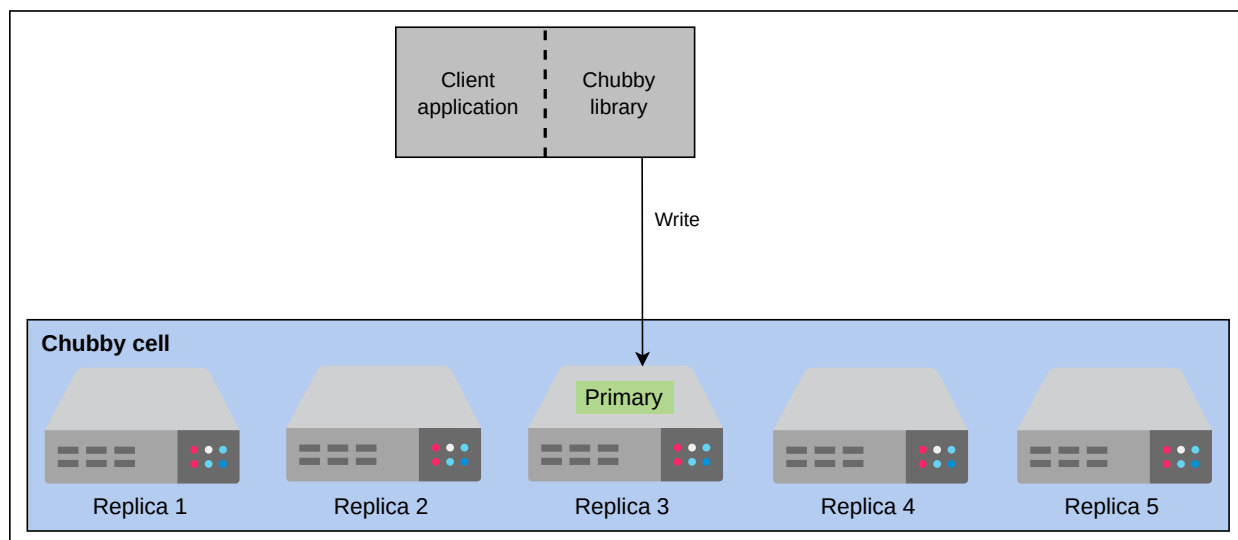 Client
application
Chubby
library
Write
Chubby cell
Primary
Replica 1
Replica 2
Replica 3
Replica 4
Replica 5